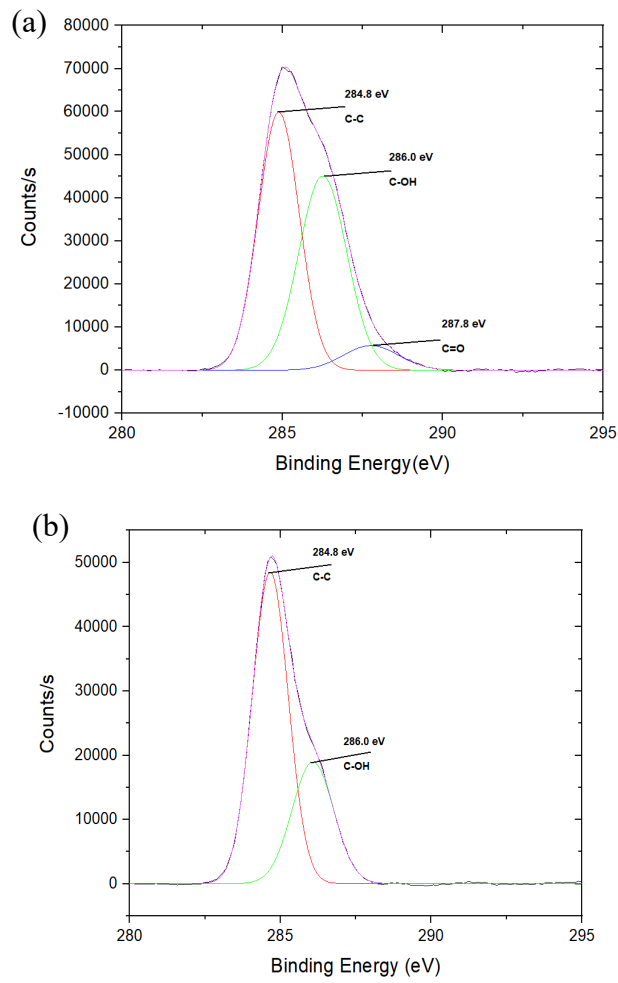 (a)
80000
70000
60000
50000
40000
30000
20000
10000
0
-10000
Counts/s
284.8 eV
C-C
286.0 eV
C-OH
287.8 eV
C=O
280
285
290
295
Binding Energy(eV)
(b)
50000
40000
30000
20000
10000
0
Counts/s
284.8 eV
C-C
286.0 eV
C-OH
280
285
290
295
Binding Energy (eV)